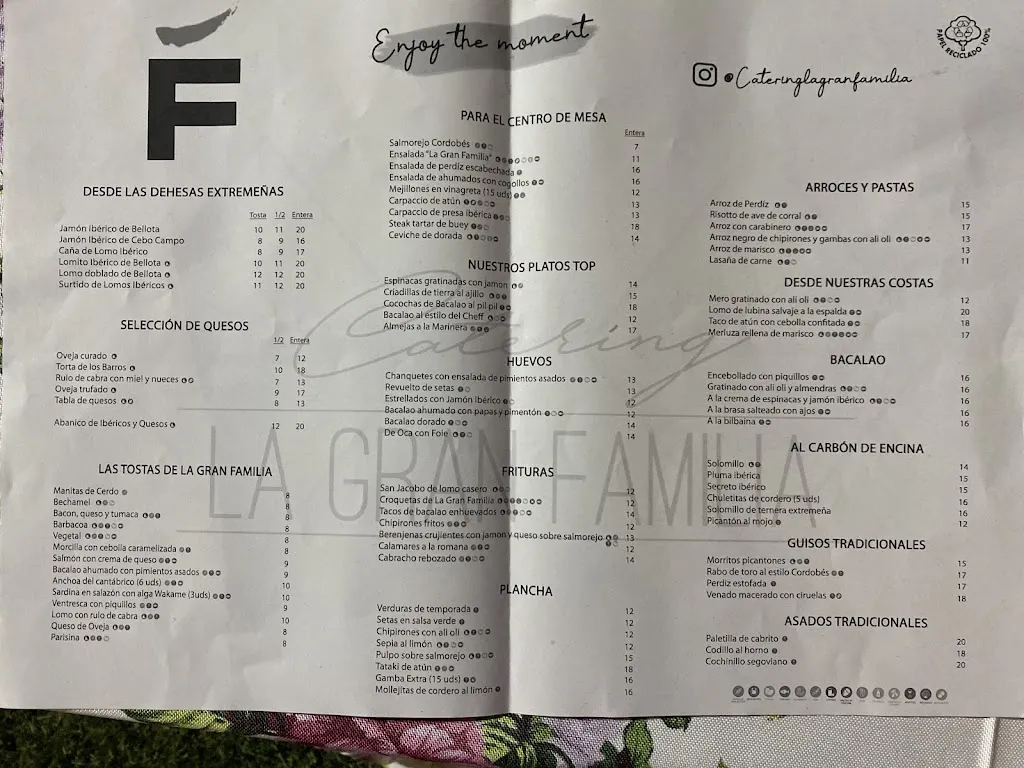 F
Enjoy the moment
@Cateringlagranfamilia
PAPEL RECICLADO 100%
DESDE LAS DEHESAS EXTREMEÑAS
Tosta 1/2 Entera
Jamón Ibérico de Bellota 10 11 20
Jamón Ibérico de Cebo Campo 8 9 16
Caña de Lomo Ibérico 8 9 17
Lomito Ibérico de Bellota 10 11 20
Lomo doblado de Bellota 12 12 20
Surtido de Lomos Ibéricos 11 12 20
SELECCIÓN DE QUESOS
1/2 Entera
Oveja curado 7 12
Torta de los Barros 10 18
Rulo de cabra con miel y nueces 7 13
Oveja trufado 9 17
Tabla de quesos 8 13
Abanico de Ibéricos y Quesos 12 20
LAS TOSTAS DE LA GRAN FAMILIA
Manitas de Cerdo 8
Bechamel 8
Bacon, queso y tumaca 8
Barbacoa 8
Vegetal 8
Morcilla con cebolla caramelizada 8
Salmón con crema de queso 9
Bacalao ahumado con pimientos asados 9
Anchoa del cantábrico (6 uds) 10
Sardina en salazón con alga Wakame (3uds) 10
Ventresca con piquillos 9
Lomo con rulo de cabra 10
Queso de Oveja 8
Parisina 8
PARA EL CENTRO DE MESA
Entera
Salmorejo Cordobés 7
Ensalada "La Gran Familia" 11
Ensalada de perdíz escabechada 16
Ensalada de ahumados con cogollos 16
Mejillones en vinagreta (15 uds) 12
Carpaccio de atún 13
Carpaccio de presa ibérica 13
Steak tartar de buey 18
Ceviche de dorada 14
NUESTROS PLATOS TOP
Espinacas gratinadas con jamon 14
Criadillas de tierra al ajillo 15
Cocochas de Bacalao al pil pil 18
Bacalao al estilo del Cheff 12
Almejas a la Marinera 17
HUEVOS
Chanquetes con ensalada de pimientos asados 13
Revuelto de setas 13
Estrellados con Jamón Ibérico 12
Bacalao ahumado con papas y pimentón 12
Bacalao dorado 12
De Oca con Foie 14
FRITURAS
San Jacobo de lomo casero 12
Croquetas de La Gran Familia 12
Tacos de bacalao enhuevados 14
Chipirones fritos 12
Berenjenas crujientes con jamon y queso sobre salmorejo 13
Calamares a la romana 12
Cabracho rebozado 14
PLANCHA
Verduras de temporada 12
Setas en salsa verde 12
Chipirones con ali oli 12
Sepia al limón 12
Pulpo sobre salmorejo 15
Tataki de atún 18
Gamba Extra (15 uds) 16
Mollejitas de cordero al limón 16
ARROCES Y PASTAS
Arroz de Perdíz 15
Risotto de ave de corral 15
Arroz con carabinero 17
Arroz negro de chipirones y gambas con ali oli 13
Arroz de marisco 13
Lasaña de carne 11
DESDE NUESTRAS COSTAS
Mero gratinado con ali oli 12
Lomo de lubina salvaje a la espalda 20
Taco de atún con cebolla confitada 18
Merluza rellena de marisco 17
BACALAO
Encebollado con piquillos 16
Gratinado con ali oli y almendras 16
A la crema de espinacas y jamón ibérico 16
A la brasa salteado con ajos 16
A la bilbaina 16
AL CARBÓN DE ENCINA
Solomillo 14
Pluma ibérica 15
Secreto ibérico 15
Chuletitas de cordero (5 uds) 16
Solomillo de ternera extremeña 16
Picantón al mojo 12
GUISOS TRADICIONALES
Morritos picantones 15
Rabo de toro al estilo Cordobés 17
Perdiz estofada 17
Venado macerado con ciruelas 18
ASADOS TRADICIONALES
Paletilla de cabrito 20
Codillo al horno 18
Cochinillo segoviano 20
Catering
LA GRAN FAMILIA